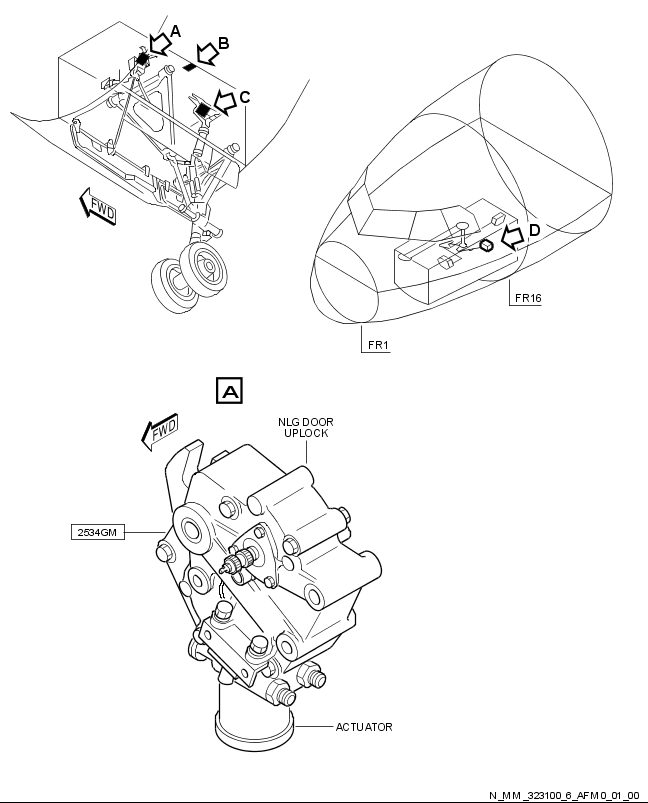 A
B
C
FWD
D
FR16
FR1
A
FWD
NLG DOOR
UPLOCK
2534GM
ACTUATOR
N_MM_323100_6_AFM0_01_00